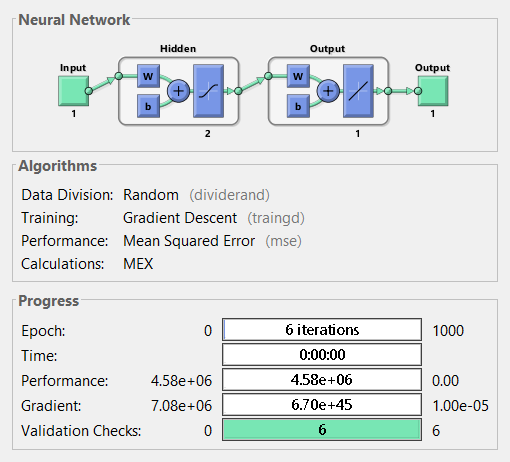 Neural Network
Hidden Output
Input Output
W W
b b
1 2 1 1
Algorithms
Data Division: Random (dividerand)
Training: Gradient Descent (traingd)
Performance: Mean Squared Error (mse)
Calculations: MEX
Progress
Epoch: 0 6 iterations 1000
Time: 0:00:00
Performance: 4.58e+06 4.58e+06 0.00
Gradient: 7.08e+06 6.70e+45 1.00e-05
Validation Checks: 0 6 6